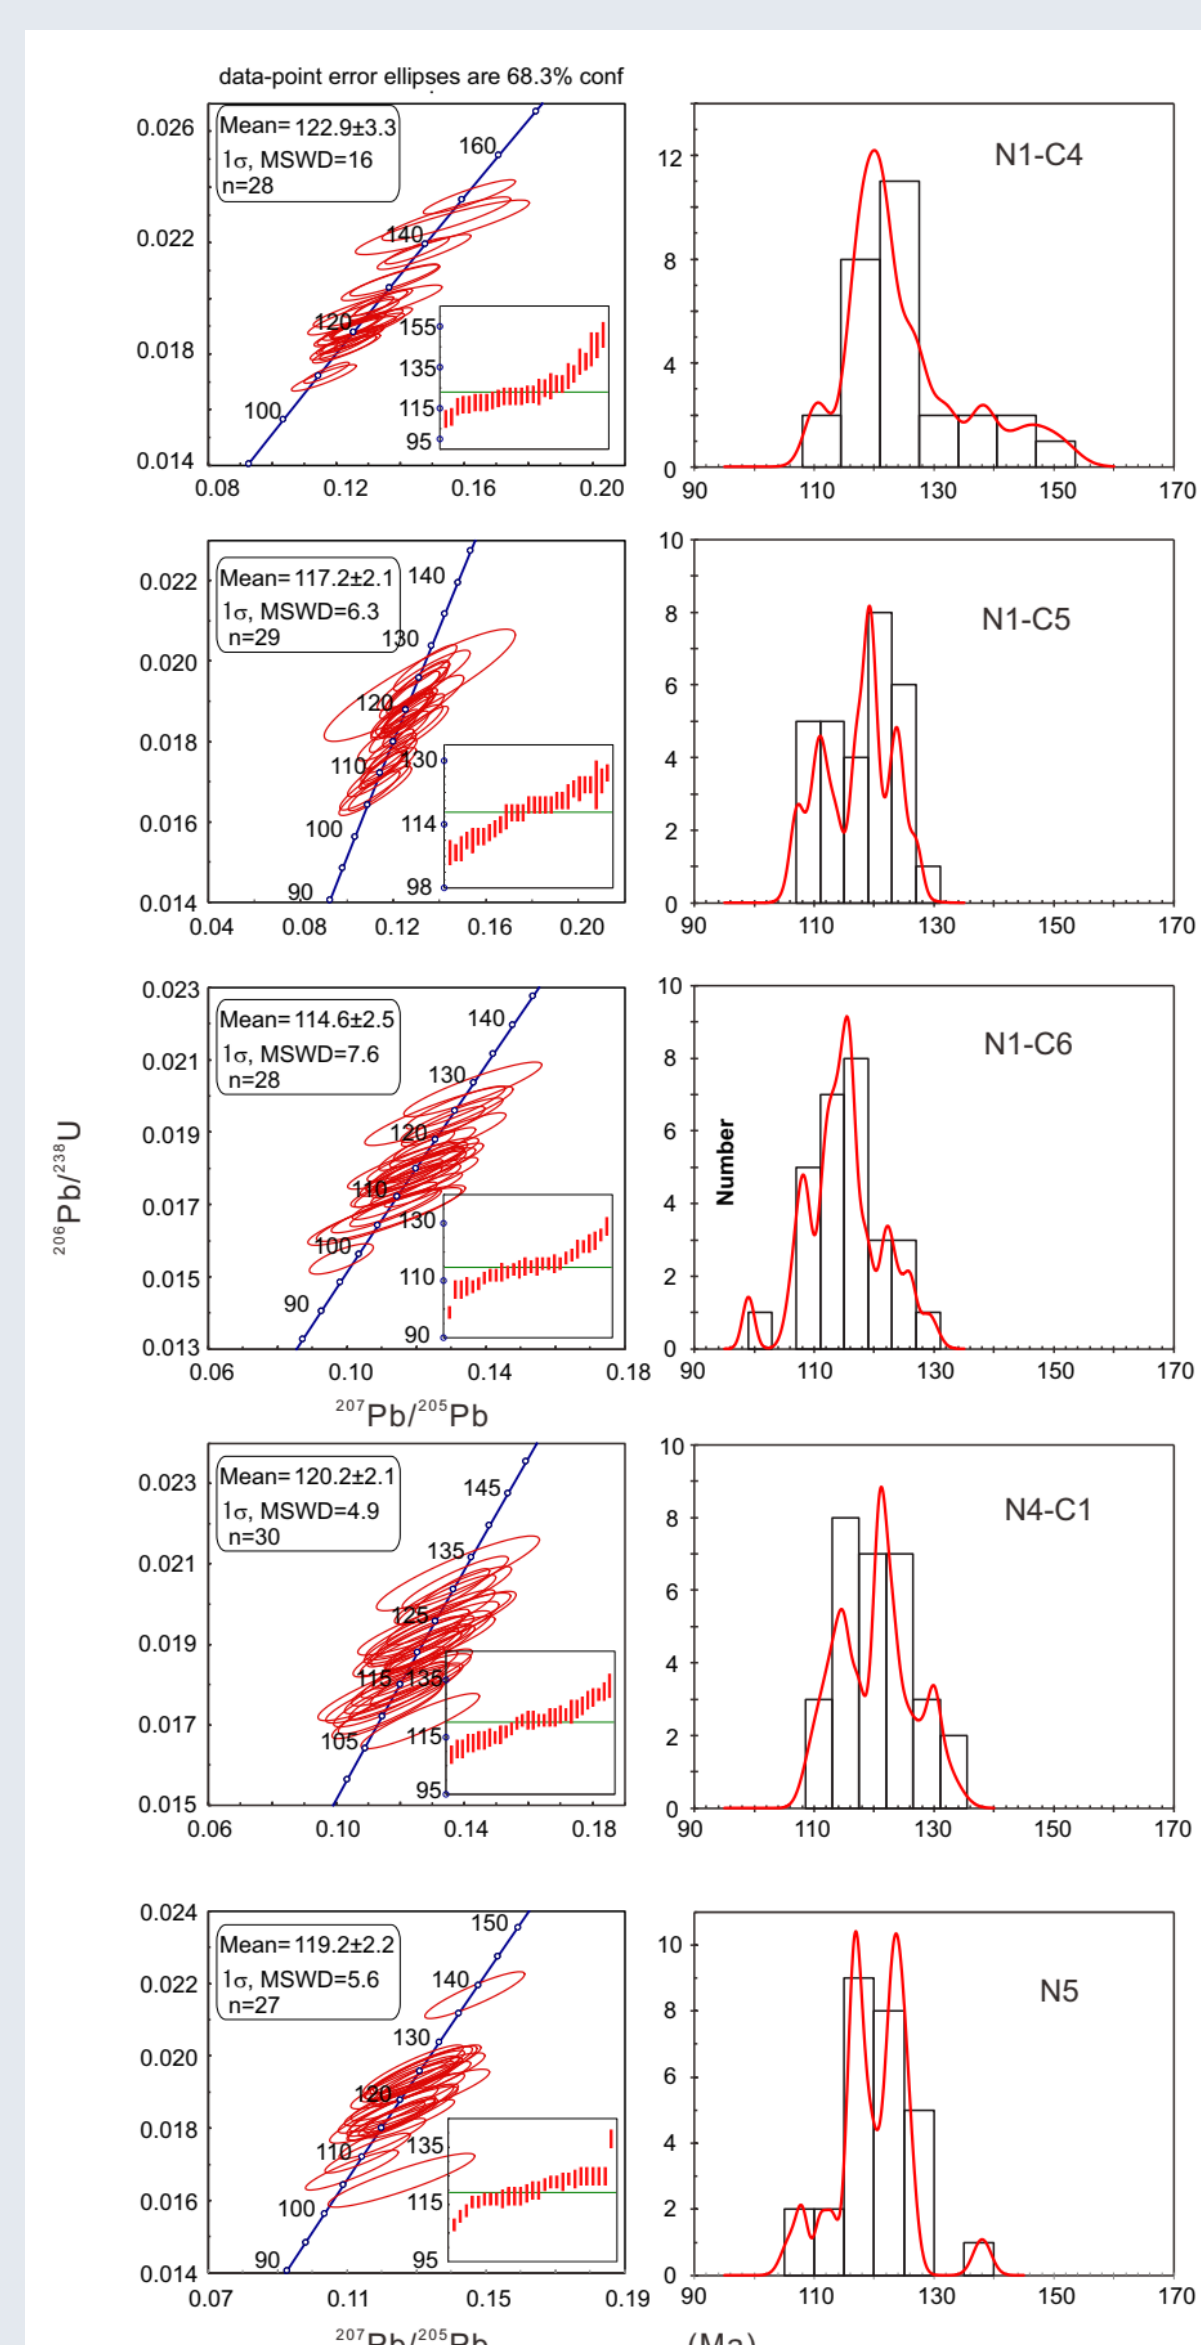 data-point error ellipses are 68.3% conf
0.026
0.022
0.018
0.014
Mean= 122.9±3.3
1σ, MSWD=16
n=28
160
140
120
100
155
135
115
95
0.08 0.12 0.16 0.20
N1-C4
12
8
4
0
90 110 130 150 170
0.022
0.020
0.018
0.016
0.014
Mean= 117.2±2.1
1σ, MSWD=6.3
n=29
140
130
120
110
100
90
130
114
98
0.04 0.08 0.12 0.16 0.20
N1-C5
10
8
6
4
2
0
90 110 130 150 170
206Pb/238U
0.023
0.021
0.019
0.017
0.015
0.013
Mean= 114.6±2.5
1σ, MSWD=7.6
n=28
140
130
120
110
100
90
130
110
90
0.06 0.10 0.14 0.18
207Pb/205Pb
N1-C6
Number
10
8
6
4
2
0
90 110 130 150 170
0.023
0.021
0.019
0.017
0.015
Mean= 120.2±2.1
1σ, MSWD=4.9
n=30
145
135
125
115
105
135
115
95
0.06 0.10 0.14 0.18
N4-C1
10
8
6
4
2
0
90 110 130 150 170
0.024
0.022
0.020
0.018
0.016
0.014
Mean= 119.2±2.2
1σ, MSWD=5.6
n=27
150
140
130
120
110
100
90
135
115
95
0.07 0.11 0.15 0.19
207Pb/205Pb
N5
10
8
6
4
2
0
110 130 150 170
(Ma)